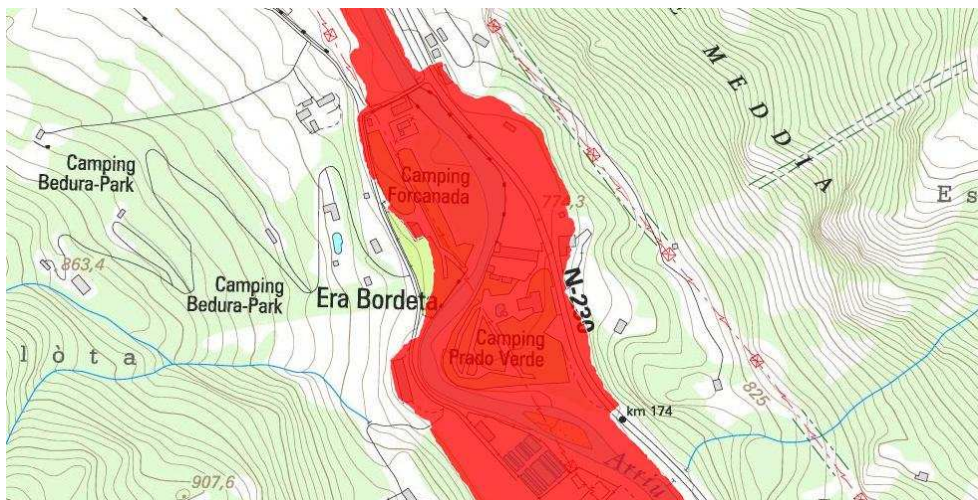 MEDDIA
Camping
Bedura-Park
Camping
Forcanada
774,3
Es
863,4
Camping
Bedura-Park
Era Bordeta
N-230
lòta
Camping
Prado Verde
825
km 174
Arriu
907,6